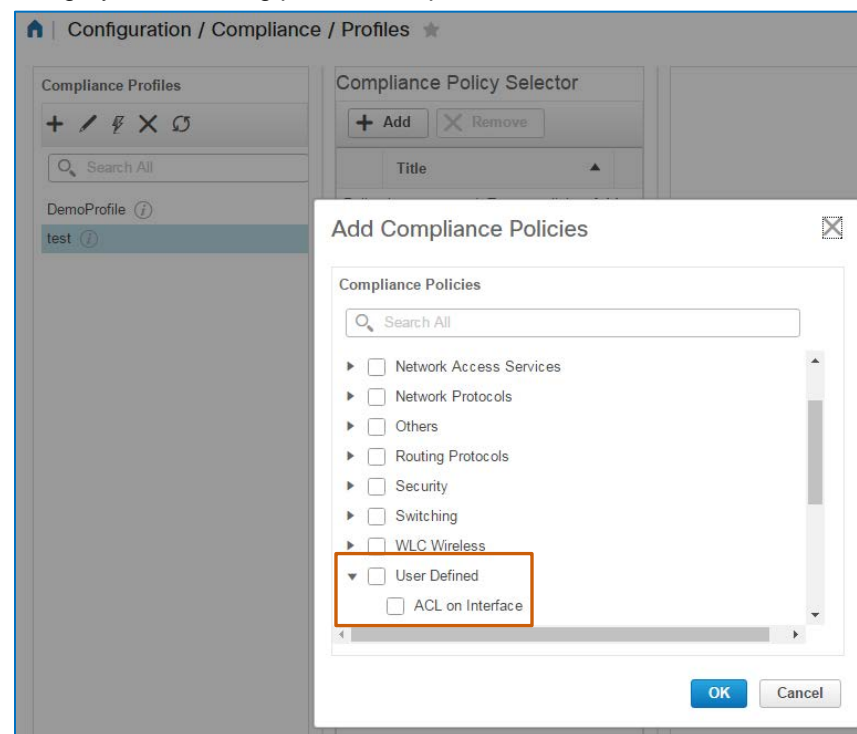 Configuration / Compliance / Profiles
Compliance Profiles
Search All
DemoProfile
test
Compliance Policy Selector
Add Remove
Title
Add Compliance Policies
Compliance Policies
Search All
Network Access Services
Network Protocols
Others
Routing Protocols
Security
Switching
WLC Wireless
User Defined
ACL on Interface
OK Cancel